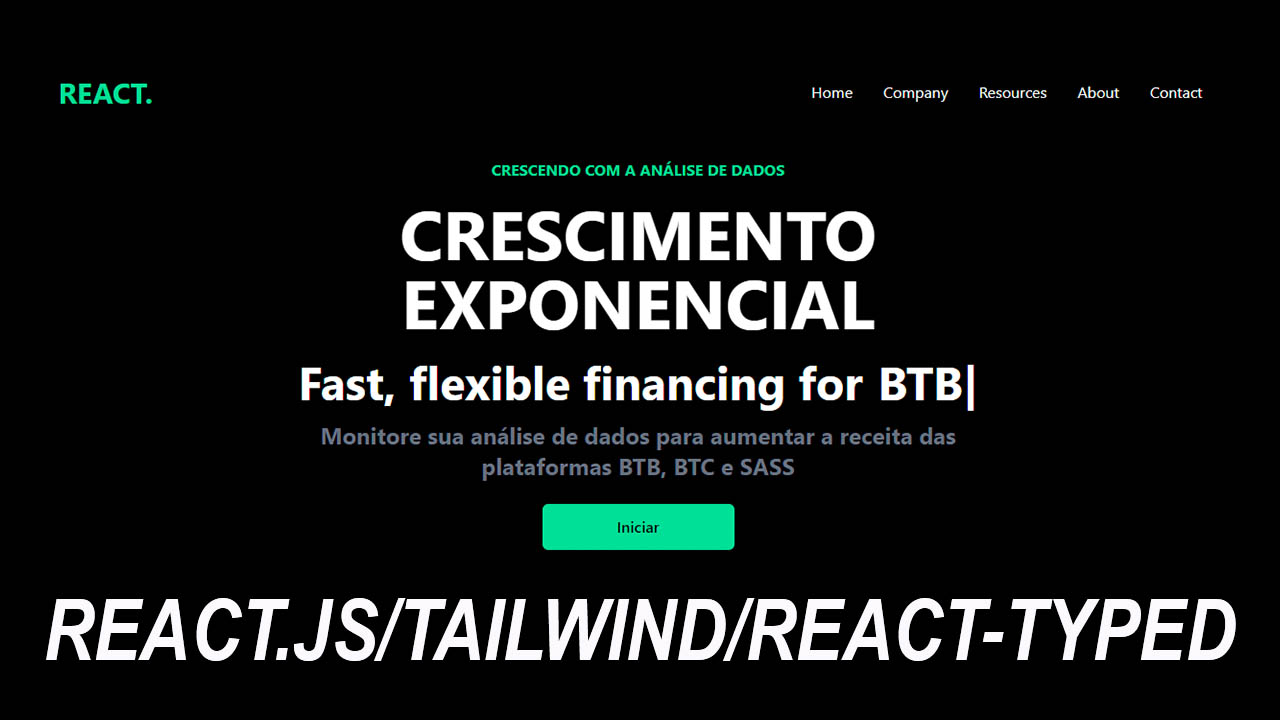 REACT.
Home Company Resources About Contact
CRESCENDO COM A ANÁLISE DE DADOS
CRESCIMENTO
EXPONENCIAL
Fast, flexible financing for BTB|
Monitore sua análise de dados para aumentar a receita das
plataformas BTB, BTC e SASS
Iniciar
REACT.JS/TAILWIND/REACT-TYPED